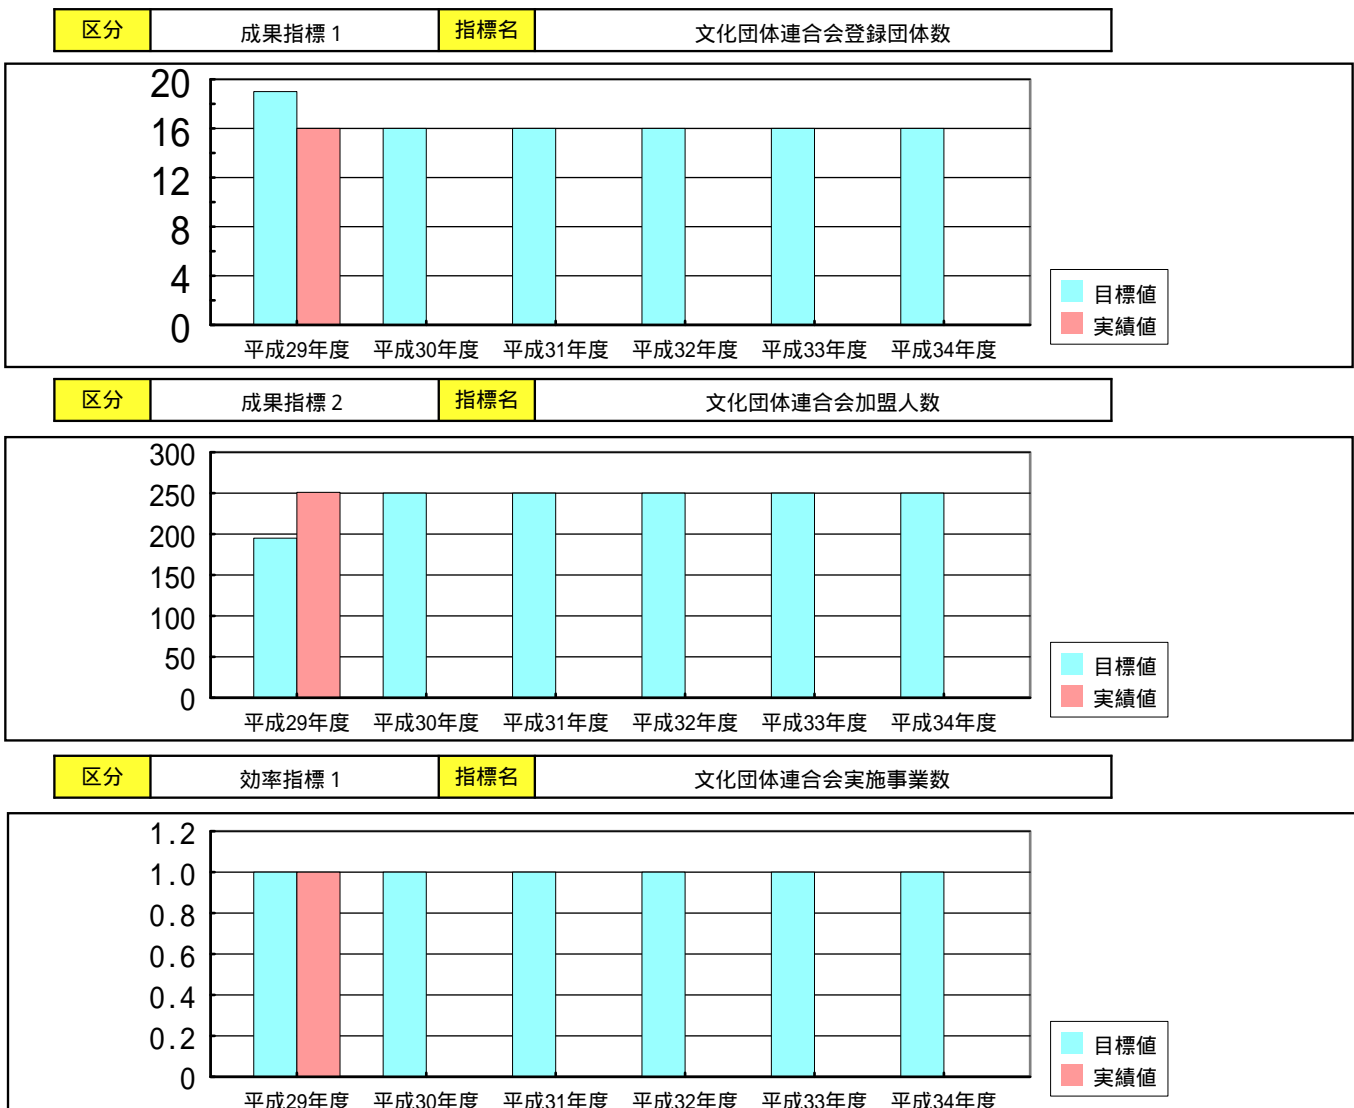 区分 成果指標1 指標名 文化団体連合会登録団体数
20
16
12
8
4
0
平成29年度 平成30年度 平成31年度 平成32年度 平成33年度 平成34年度
目標値
実績値
区分 成果指標2 指標名 文化団体連合会加盟人数
300
250
200
150
100
50
0
平成29年度 平成30年度 平成31年度 平成32年度 平成33年度 平成34年度
目標値
実績値
区分 効率指標1 指標名 文化団体連合会実施事業数
1.2
1.0
0.8
0.6
0.4
0.2
0
平成29年度 平成30年度 平成31年度 平成32年度 平成33年度 平成34年度
目標値
実績値